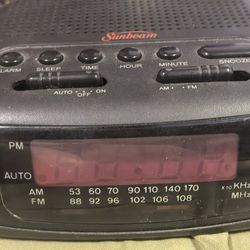 Sunbeam
ALARM SLEEP TIME HOUR MINUTE SNOOZE
AUTO OFF ON AM FM
PM
AUTO
AM 53 60 70 90 110 140 170 x10 KHz
FM 88 92 96 102 106 108 MHz